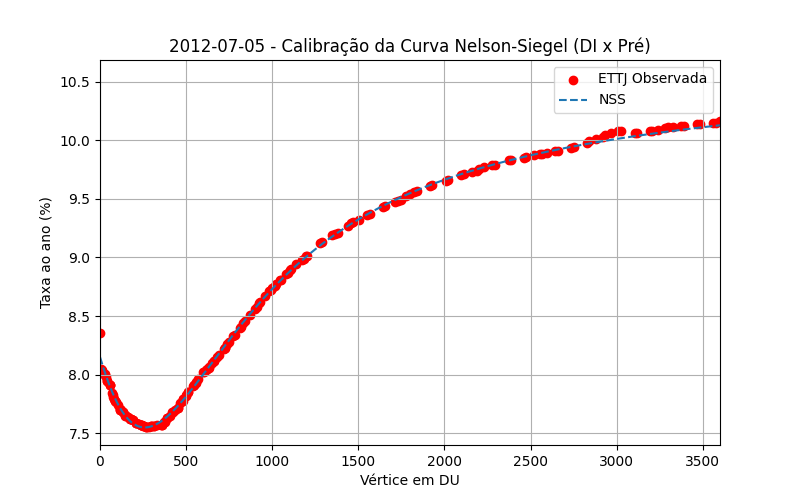 2012-07-05 - Calibração da Curva Nelson-Siegel (DI x Pré)
ETTJ Observada
NSS
Taxa ao ano (%)
10.5
10.0
9.5
9.0
8.5
8.0
7.5
0 500 1000 1500 2000 2500 3000 3500
Vértice em DU